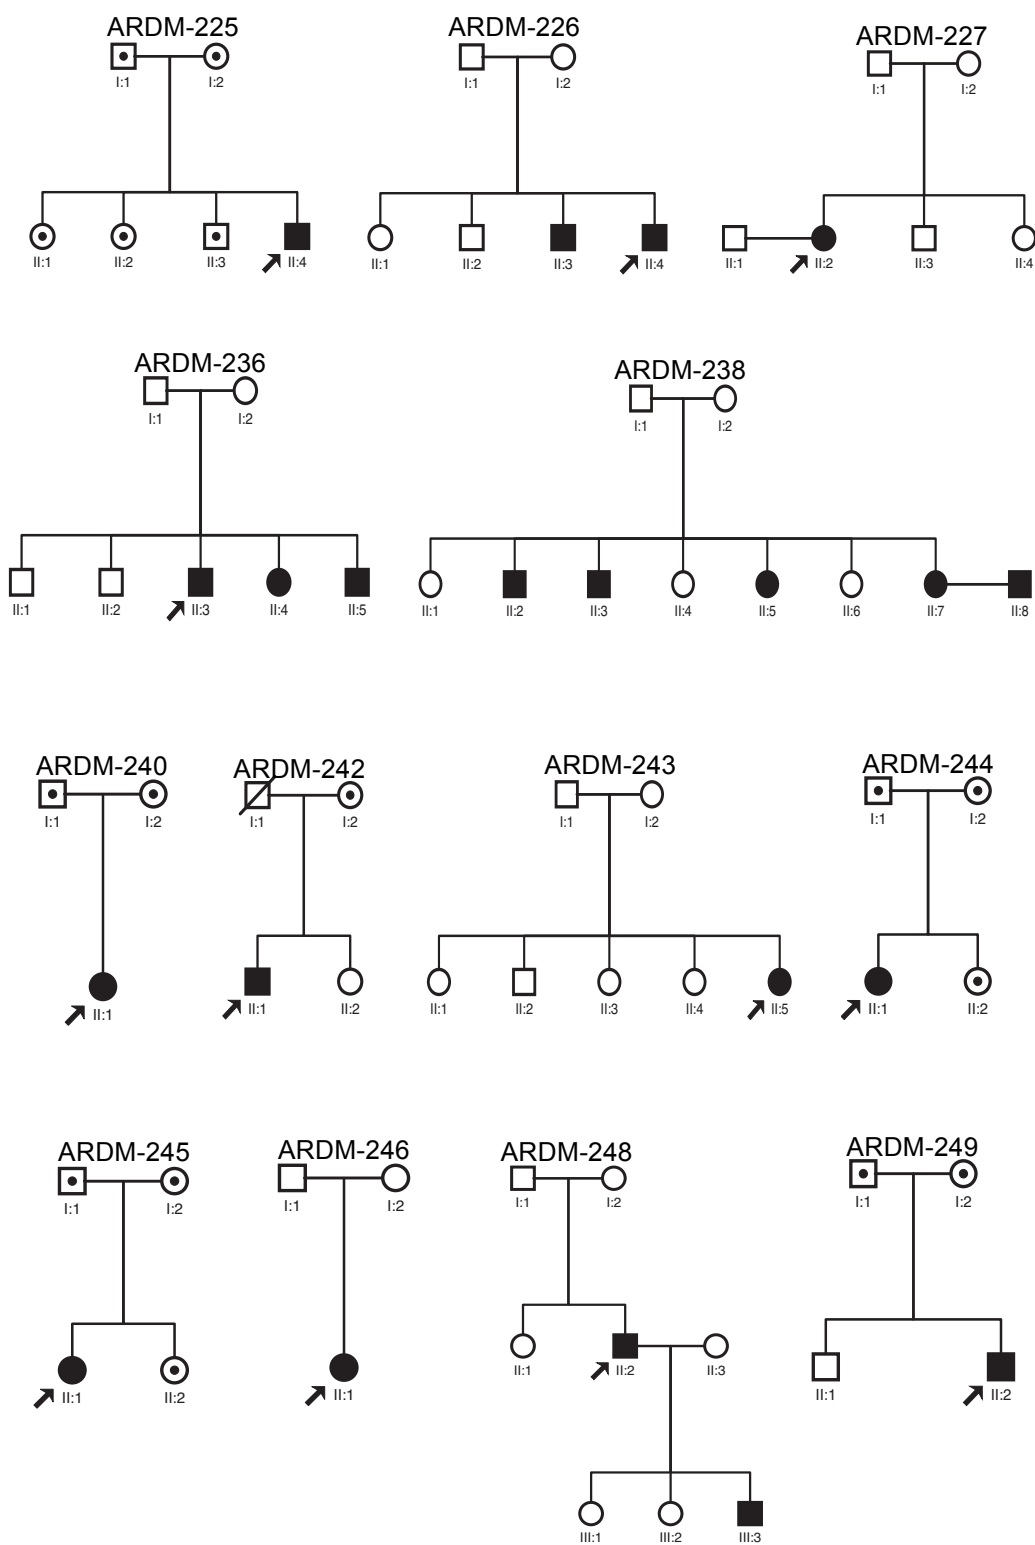 ARDM-225
I:1 I:2
II:1 II:2 II:3 II:4
ARDM-226
I:1 I:2
II:1 II:2 II:3 II:4
ARDM-227
I:1 I:2
II:1 II:2 II:3 II:4
ARDM-236
I:1 I:2
II:1 II:2 II:3 II:4 II:5
ARDM-238
I:1 I:2
II:1 II:2 II:3 II:4 II:5 II:6 II:7 II:8
ARDM-240
I:1 I:2
II:1
ARDM-242
I:1 I:2
II:1 II:2
ARDM-243
I:1 I:2
II:1 II:2 II:3 II:4 II:5
ARDM-244
I:1 I:2
II:1 II:2
ARDM-245
I:1 I:2
II:1 II:2
ARDM-246
I:1 I:2
II:1
ARDM-248
I:1 I:2
II:1 II:2 II:3
III:1 III:2 III:3
ARDM-249
I:1 I:2
II:1 II:2